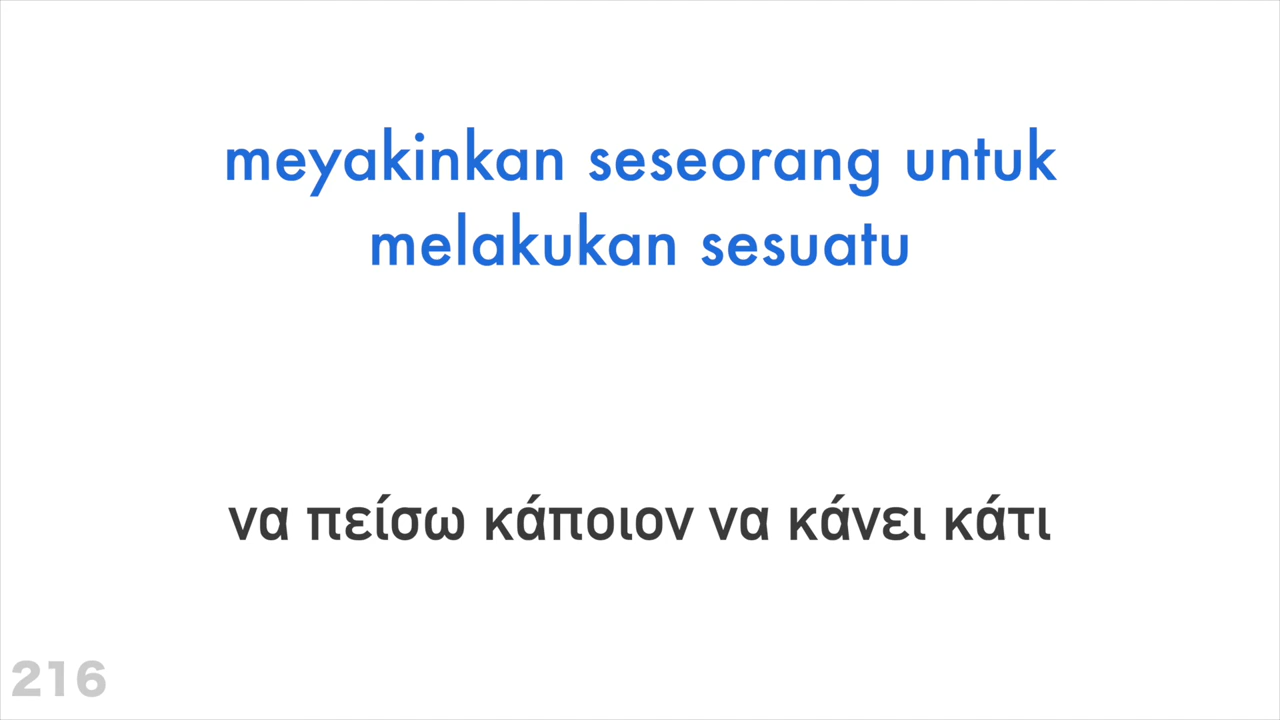 meyakinkan seseorang untuk
melakukan sesuatu
να πείσω κάποιον να κάνει κάτι
216